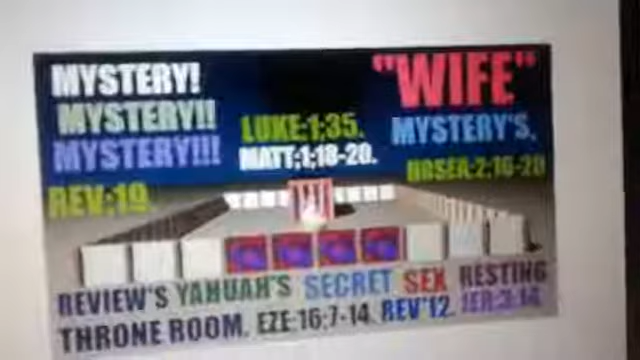 MYSTERY!
MYSTERY!!
MYSTERY!!!
REV;19
LUKE;1;35.
MATT;1;18-20.
"WIFE"
MYSTERY'S.
HOSEA;2;16-20
REVIEW'S YAHUAH'S SECRET SEX RESTING
THRONE ROOM. EZE:16;7-14. REV'12. JER:3:14